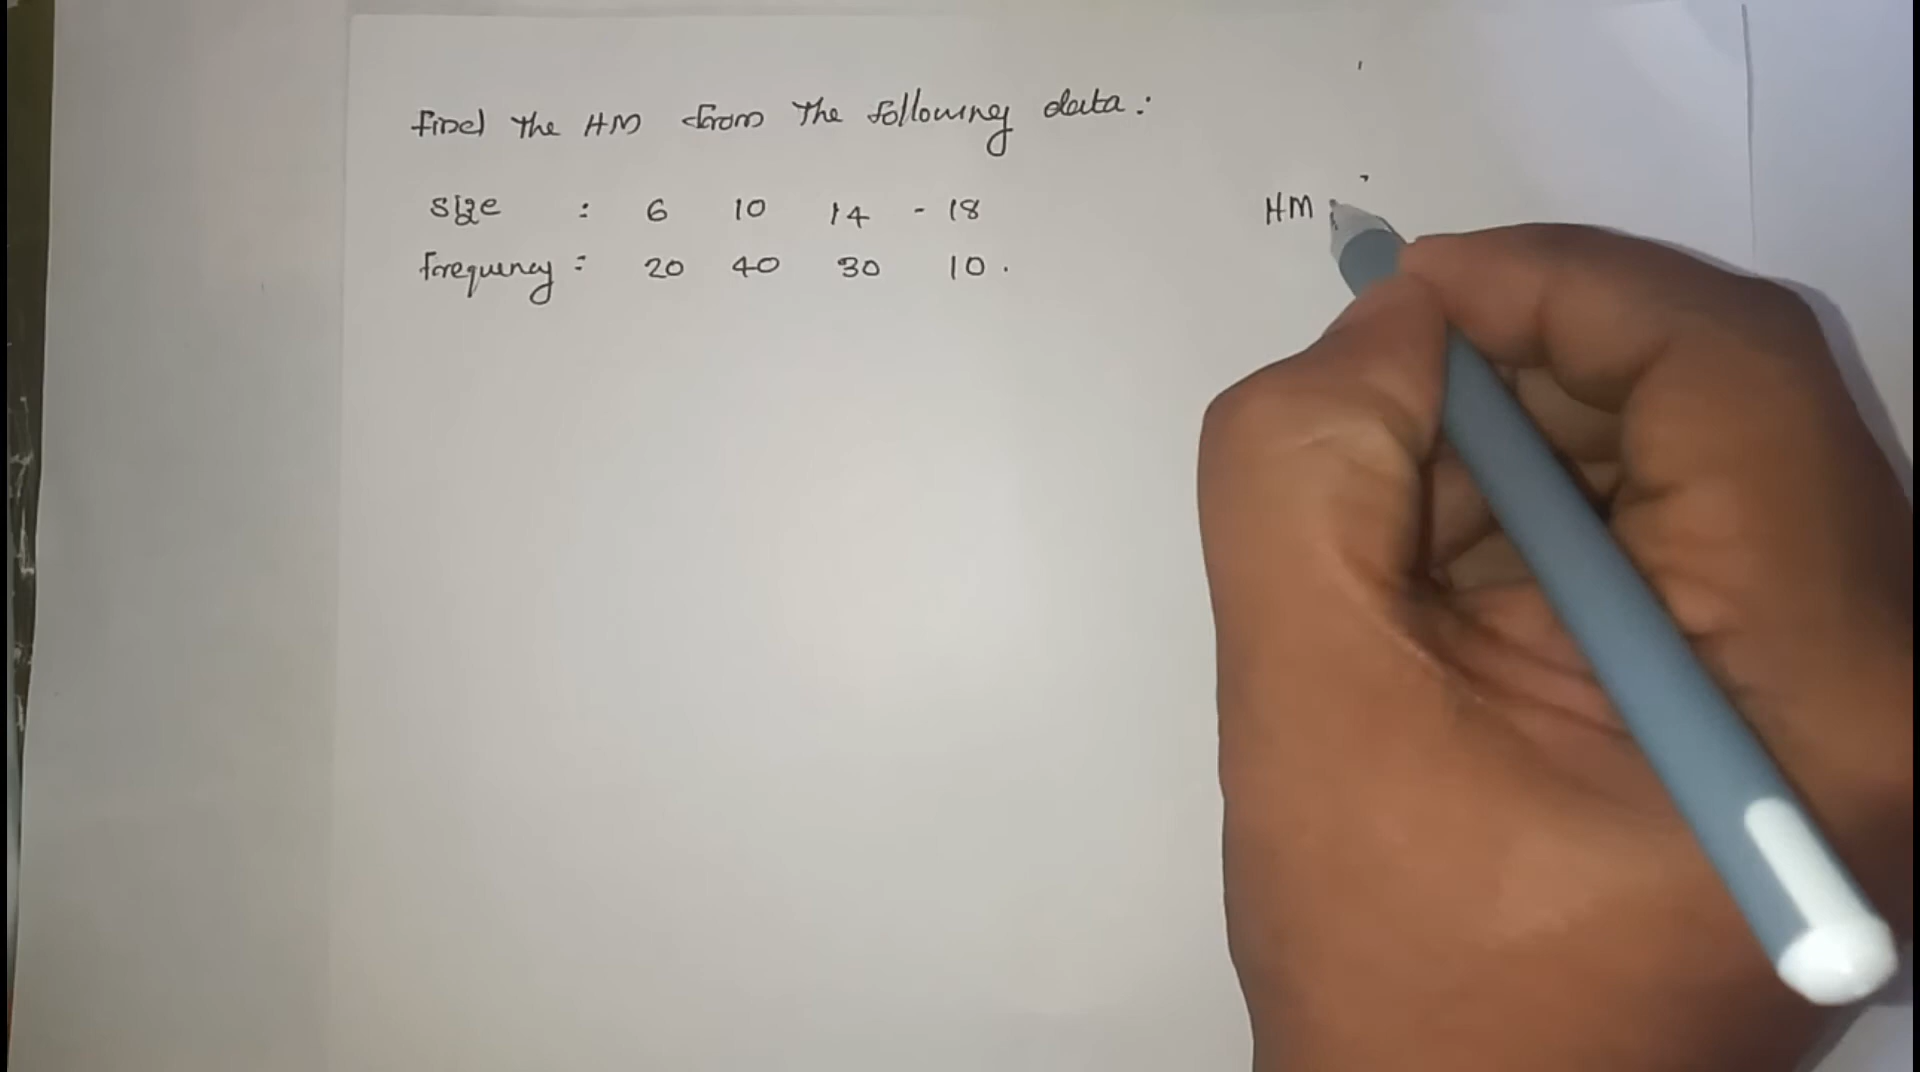 Find the HM from the following data:
Size : 6 10 14 - 18
frequency : 20 40 30 10.
HM